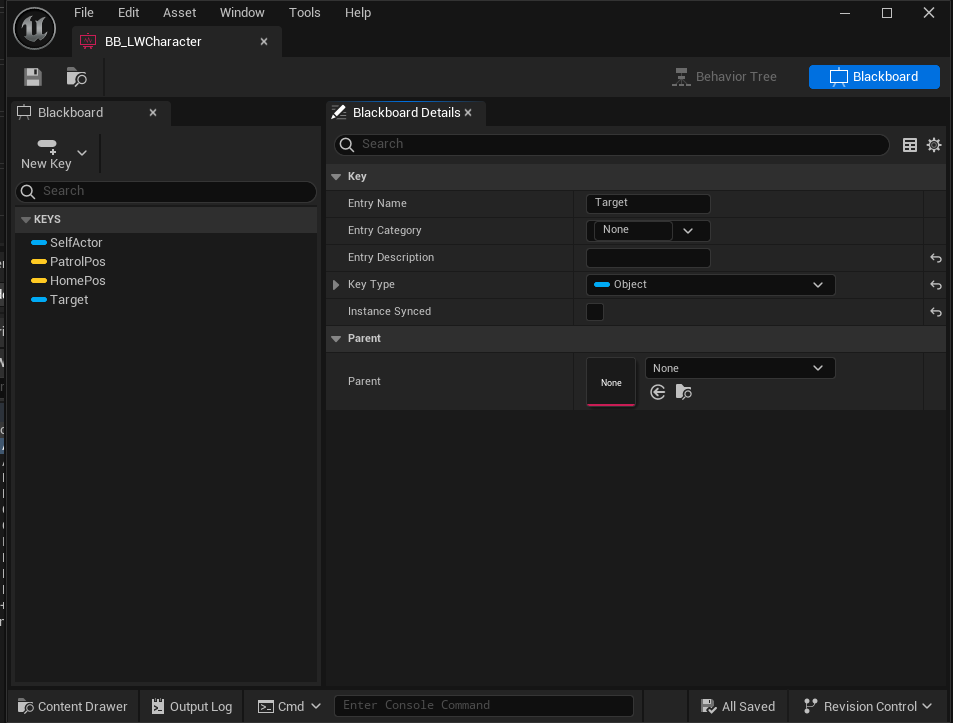 File Edit Asset Window Tools Help
BB_LWCharacter
Behavior Tree Blackboard
Blackboard
New Key
Search
KEYS
SelfActor
PatrolPos
HomePos
Target
Blackboard Details
Search
Key
Entry Name Target
Entry Category None
Entry Description
Key Type Object
Instance Synced
Parent
Parent None None
Content Drawer Output Log Cmd Enter Console Command All Saved Revision Control